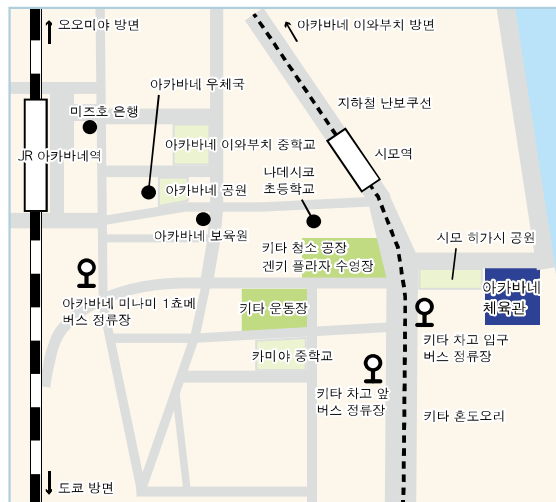 오오미야 방면
아카바네 이와부치 방면
아카바네 우체국
지하철 난보쿠선
미즈호 은행
아카바네 이와부치 중학교
시모역
JR 아카바네역
나데시코
초등학교
아카바네 공원
아카바네 보육원
키타 청소 공장
겐키 플라자 수영장
시모 히가시 공원
아카바네
체육관
아카바네 미나미 1쵸메
버스 정류장
키타 운동장
키타 차고 입구
버스 정류장
카미야 중학교
키타 차고 앞
버스 정류장
키타 혼도오리
도쿄 방면